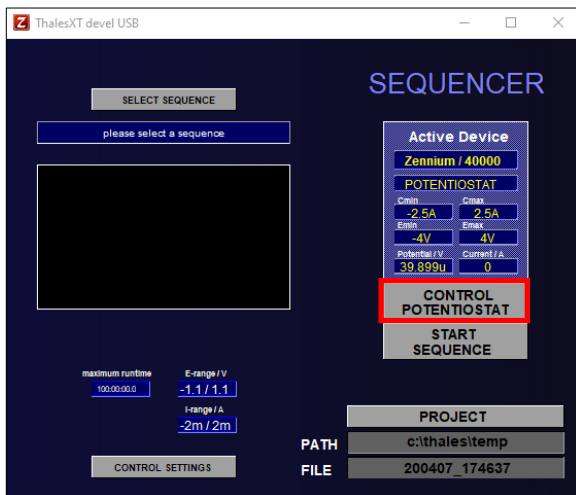 ThalesXT devel USB
SEQUENCER
SELECT SEQUENCE
please select a sequence
Active Device
Zennium / 40000
POTENTIOSTAT
Cmin Cmax
-2.5A 2.5A
Emin Emax
-4V 4V
Potential / V Current / A
39.899u 0
CONTROL
POTENTIOSTAT
START
SEQUENCE
maximum runtime E-range / V
100:00:00.0 -1.1 / 1.1
I-range / A
-2m / 2m
CONTROL SETTINGS
PROJECT
PATH c:\thales\temp
FILE 200407_174637